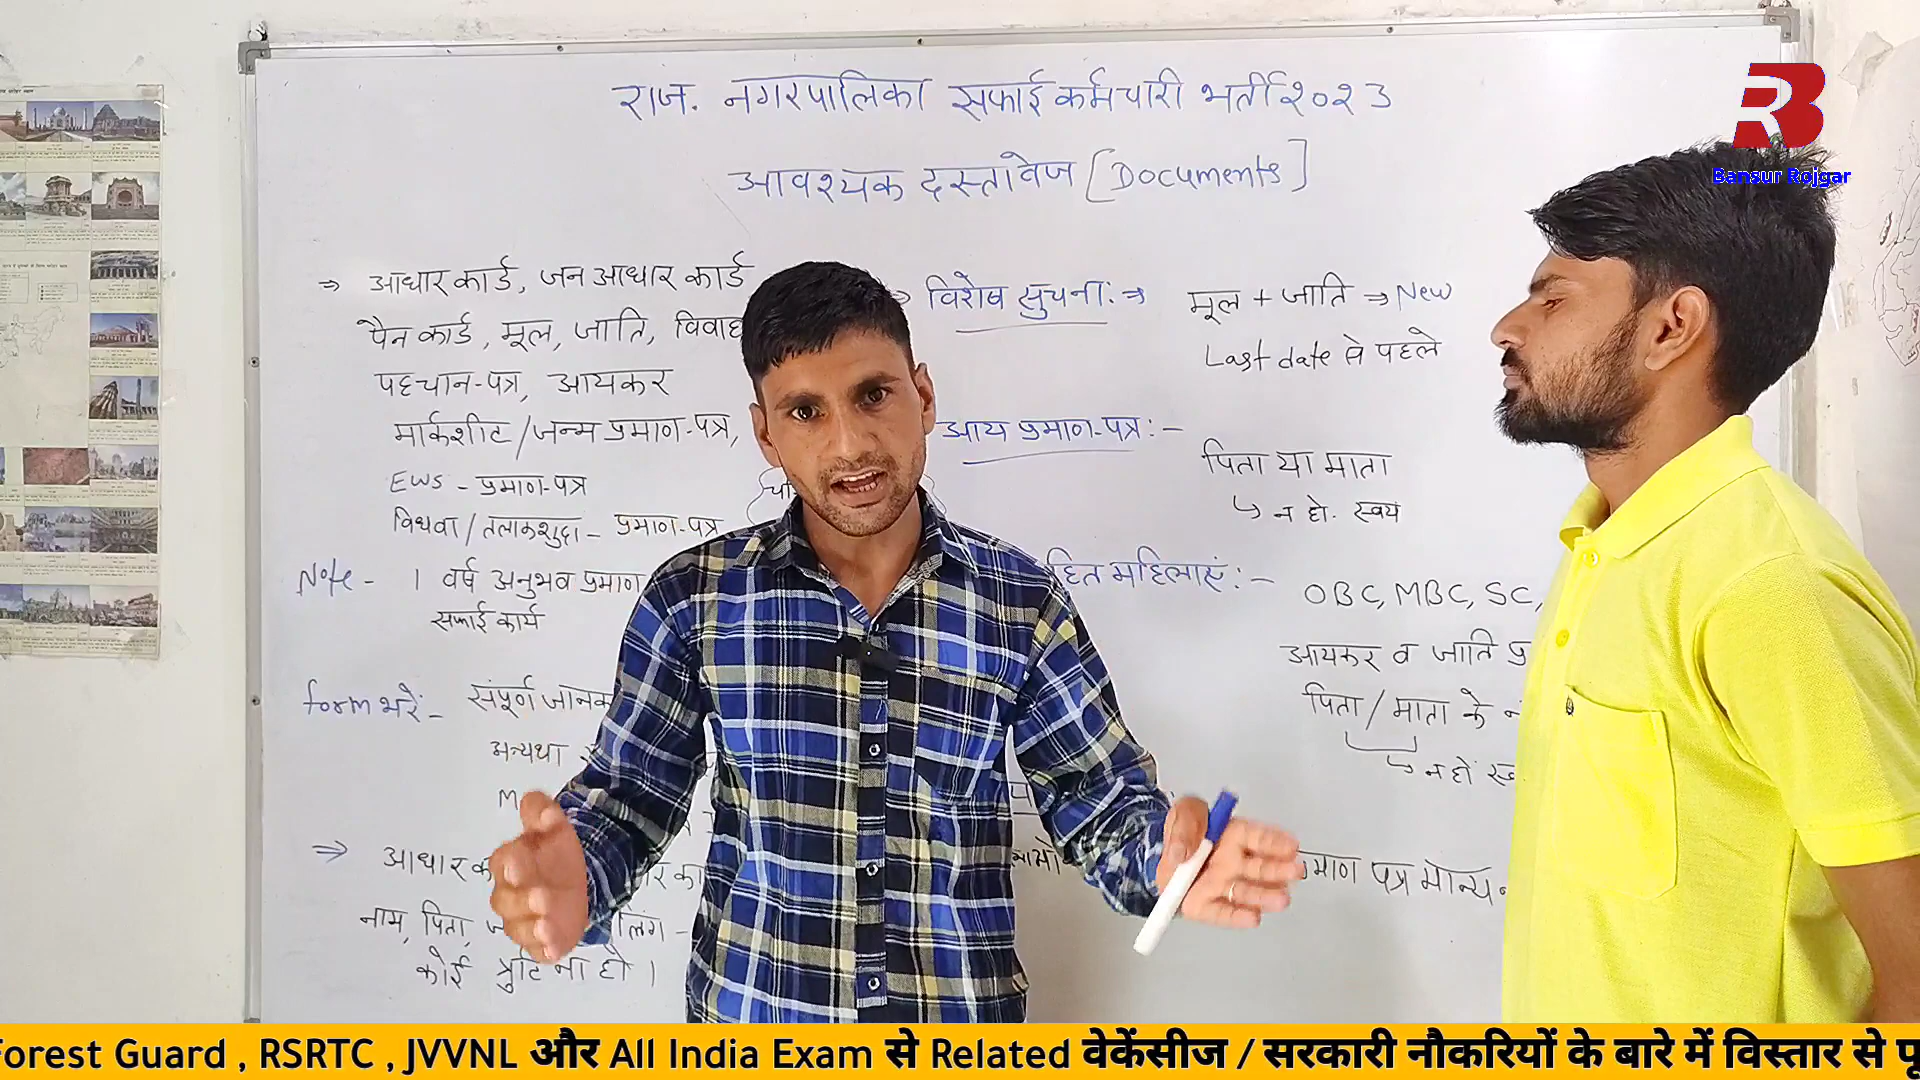 राज. नगरपालिका सफाई कर्मचारी भर्ती २०२3
आवश्यक दस्तावेज [Documents]
Bansur Rojgar
⇒ आधार कार्ड, जन आधार कार्ड
पैन कार्ड, मूल, जाति, विवाह
पहचान-पत्र, आयकर
मार्कशीट/जन्म प्रमाण-पत्र,
EWS - प्रमाण-पत्र
विधवा/तलाकशुदा - प्रमाण-पत्र
Note - 1 वर्ष अनुभव प्रमाण
सफाई कार्य
form भरें -
अन्यथा
⇒ आधार
नाम, पिता, लिंग -
कोई त्रुटि ना हो।
विशेष सुचना: ⇒ मूल + जाति ⇒ New
Last date से पहले
आय प्रमाण-पत्र: -
पिता या माता
↳ न हो. स्वयं
महिलाएं: -
OBC, MBC, SC,
आयकर व जाति
पिता/माता के
↳ न हो
पत्र मान्य
Forest Guard , RSRTC , JVVNL और All India Exam से Related वेकेंसीज / सरकारी नौकरियों के बारे में विस्तार से